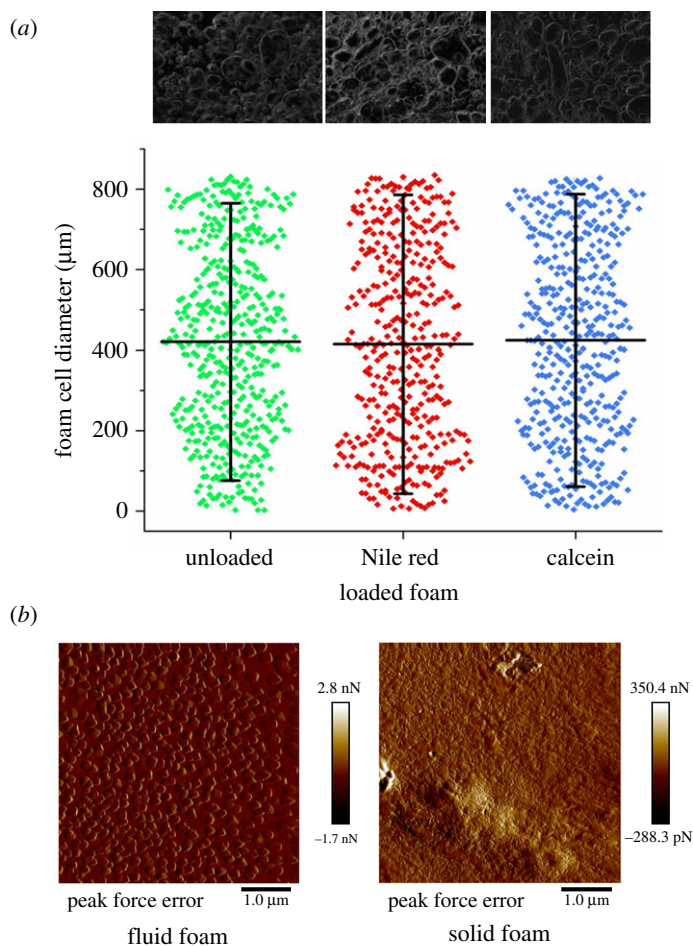 (a)
foam cell diameter (µm)
800
600
400
200
0
unloaded
Nile red
calcein
loaded foam
(b)
2.8 nN
–1.7 nN
350.4 nN
–288.3 pN
peak force error
1.0 µm
peak force error
1.0 µm
fluid foam
solid foam